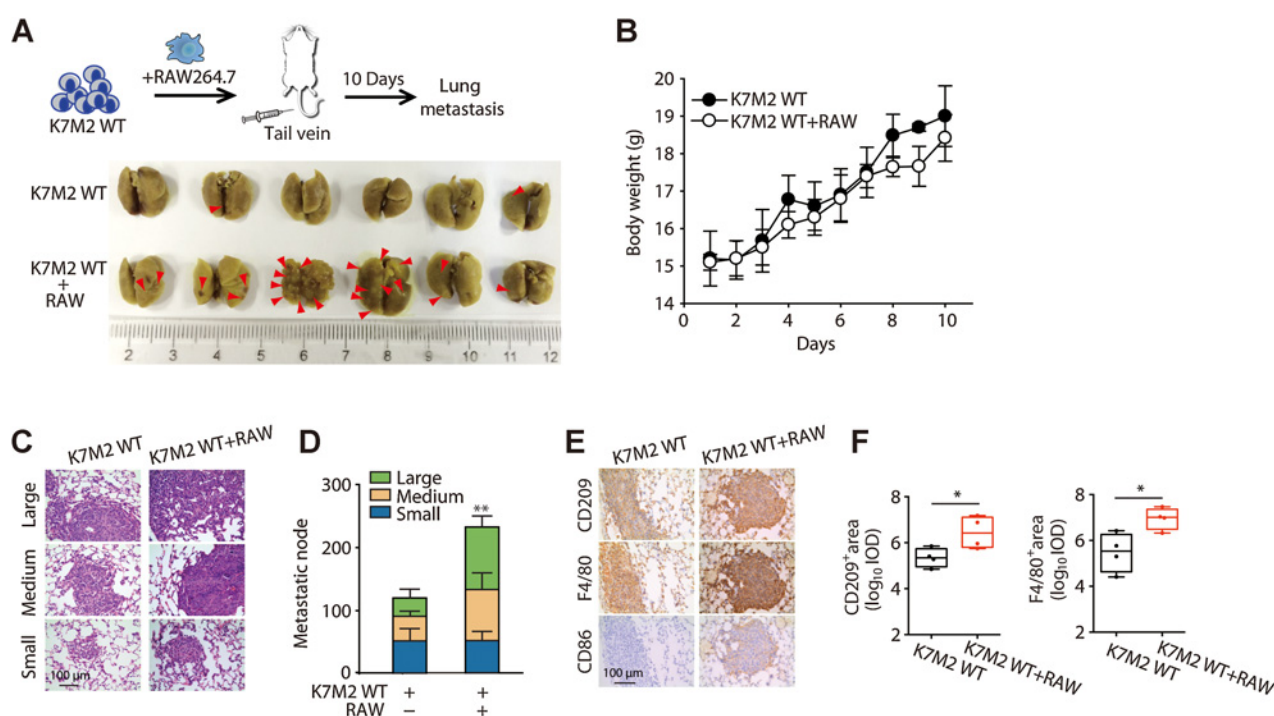 A
+RAW264.7
10 Days
Lung
metastasis
K7M2 WT
Tail vein
K7M2 WT
K7M2 WT
+
RAW
2 3 4 5 6 7 8 9 10 11 12
B
K7M2 WT
K7M2 WT+RAW
Body weight (g)
20
19
18
17
16
15
14
0 2 4 6 8 10
Days
C
K7M2 WT
K7M2 WT+RAW
Large
Medium
Small
100 μm
D
Large
Medium
Small
Metastatic node
300
200
100
0
**
K7M2 WT + +
RAW − +
E
K7M2 WT
K7M2 WT+RAW
CD209
F4/80
CD86
100 μm
F
CD209⁺area
(log₁₀ IOD)
8
6
4
2
*
K7M2 WT
K7M2 WT+RAW
F4/80⁺area
(log₁₀ IOD)
8
6
4
2
*
K7M2 WT
K7M2 WT+RAW